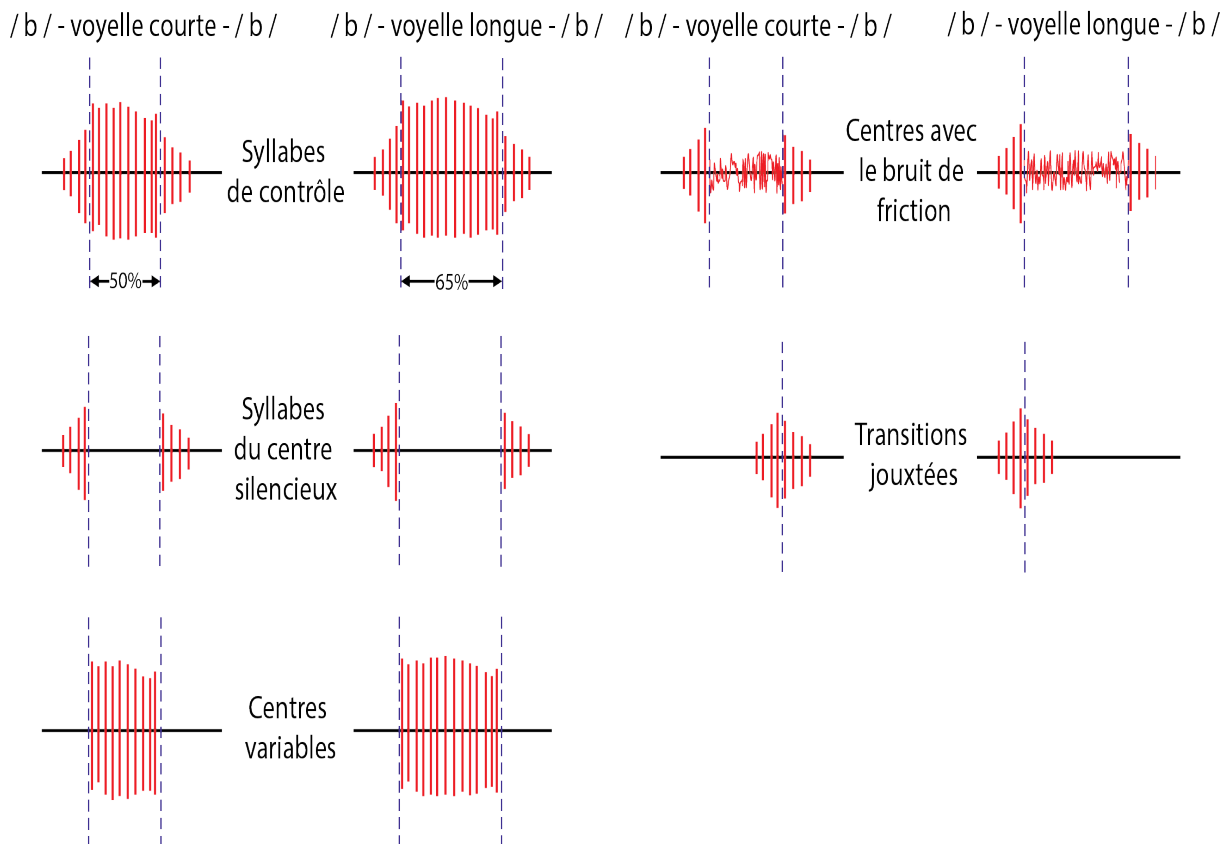 / b / - voyelle courte - / b /
/ b / - voyelle longue - / b /
/ b / - voyelle courte - / b /
/ b / - voyelle longue - / b /
Syllabes
de contrôle
50%
65%
Centres avec
le bruit de
friction
Syllabes
du centre
silencieux
Transitions
jouxtées
Centres
variables